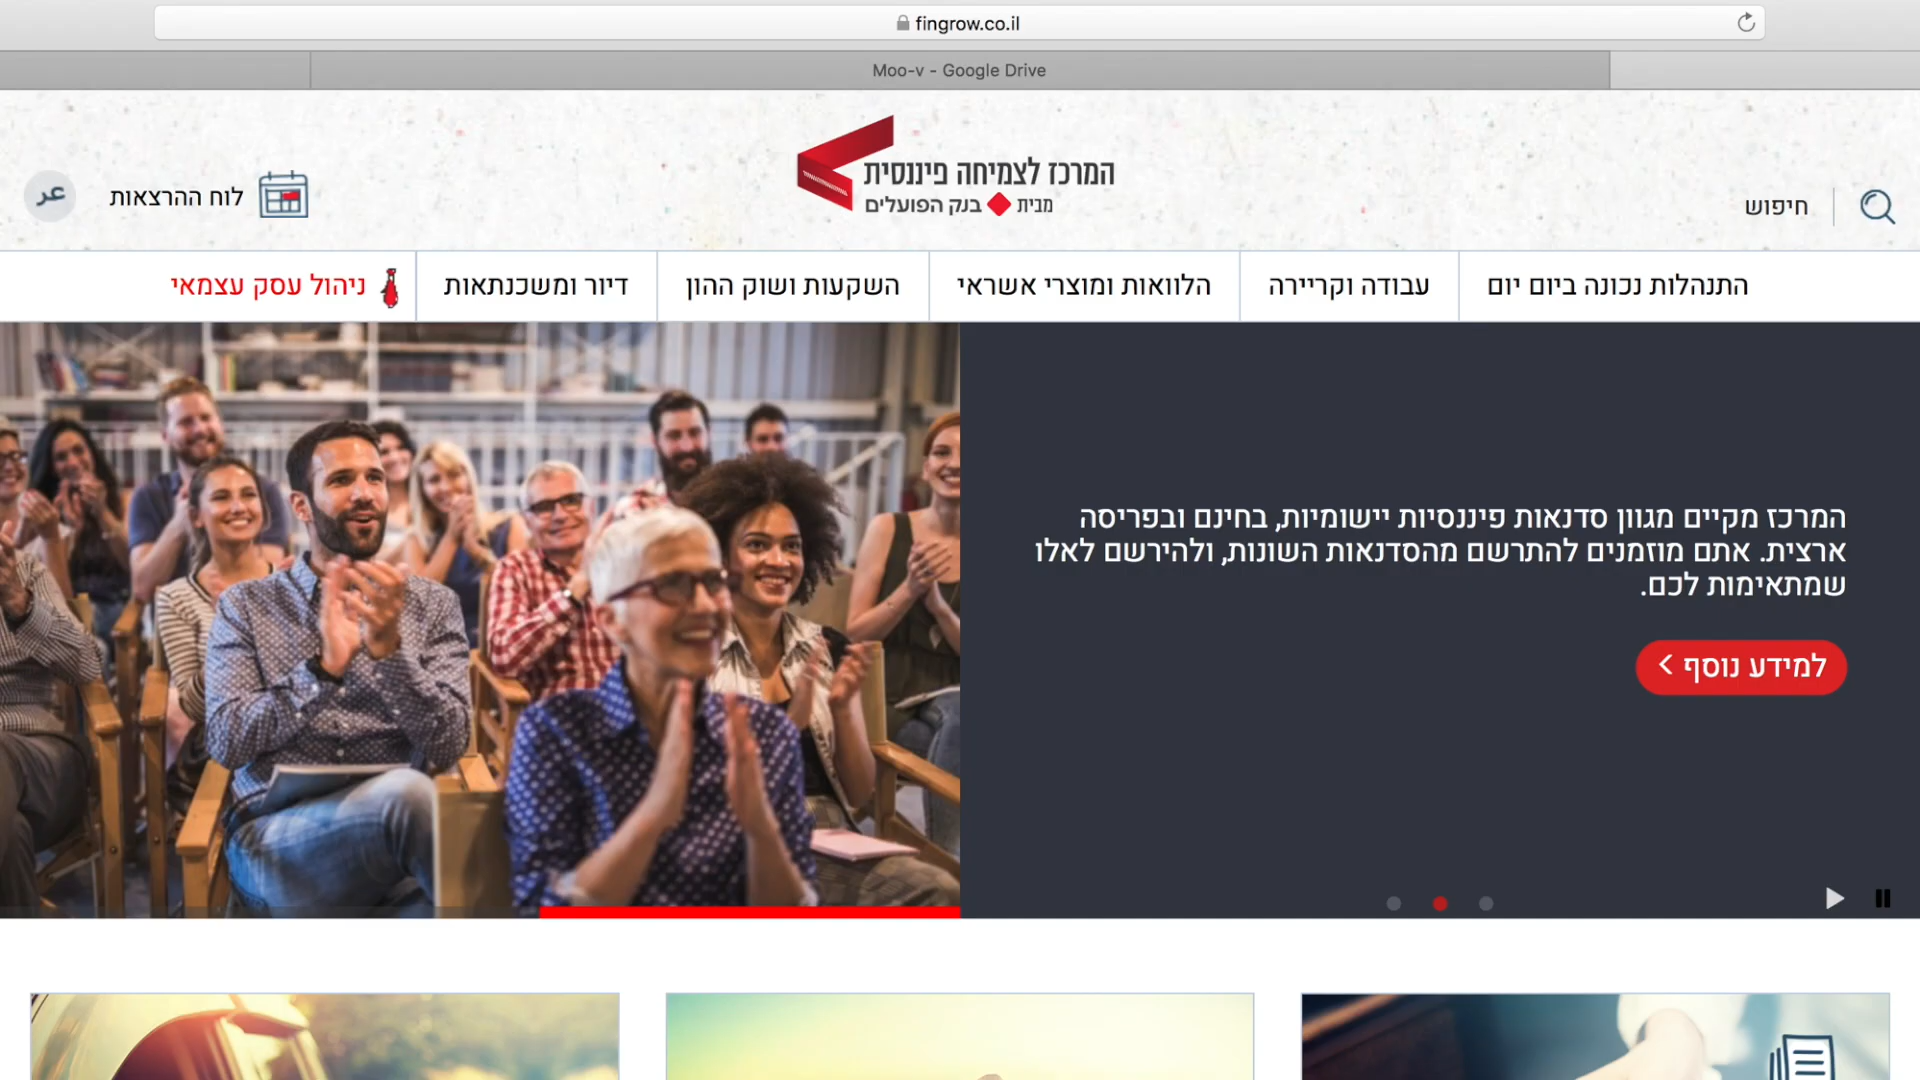 fingrow.co.il
Moo-v - Google Drive
המרכז לצמיחה פיננסית
מבית בנק הפועלים
חיפוש
לוח ההרצאות
عر
התנהלות נכונה ביום יום
עבודה וקריירה
הלוואות ומוצרי אשראי
השקעות ושוק ההון
דיור ומשכנתאות
ניהול עסק עצמאי
המרכז מקיים מגוון סדנאות פיננסיות יישומיות, בחינם ובפריסה
ארצית. אתם מוזמנים להתרשם מהסדנאות השונות, ולהירשם לאלו
שמתאימות לכם.
למידע נוסף >